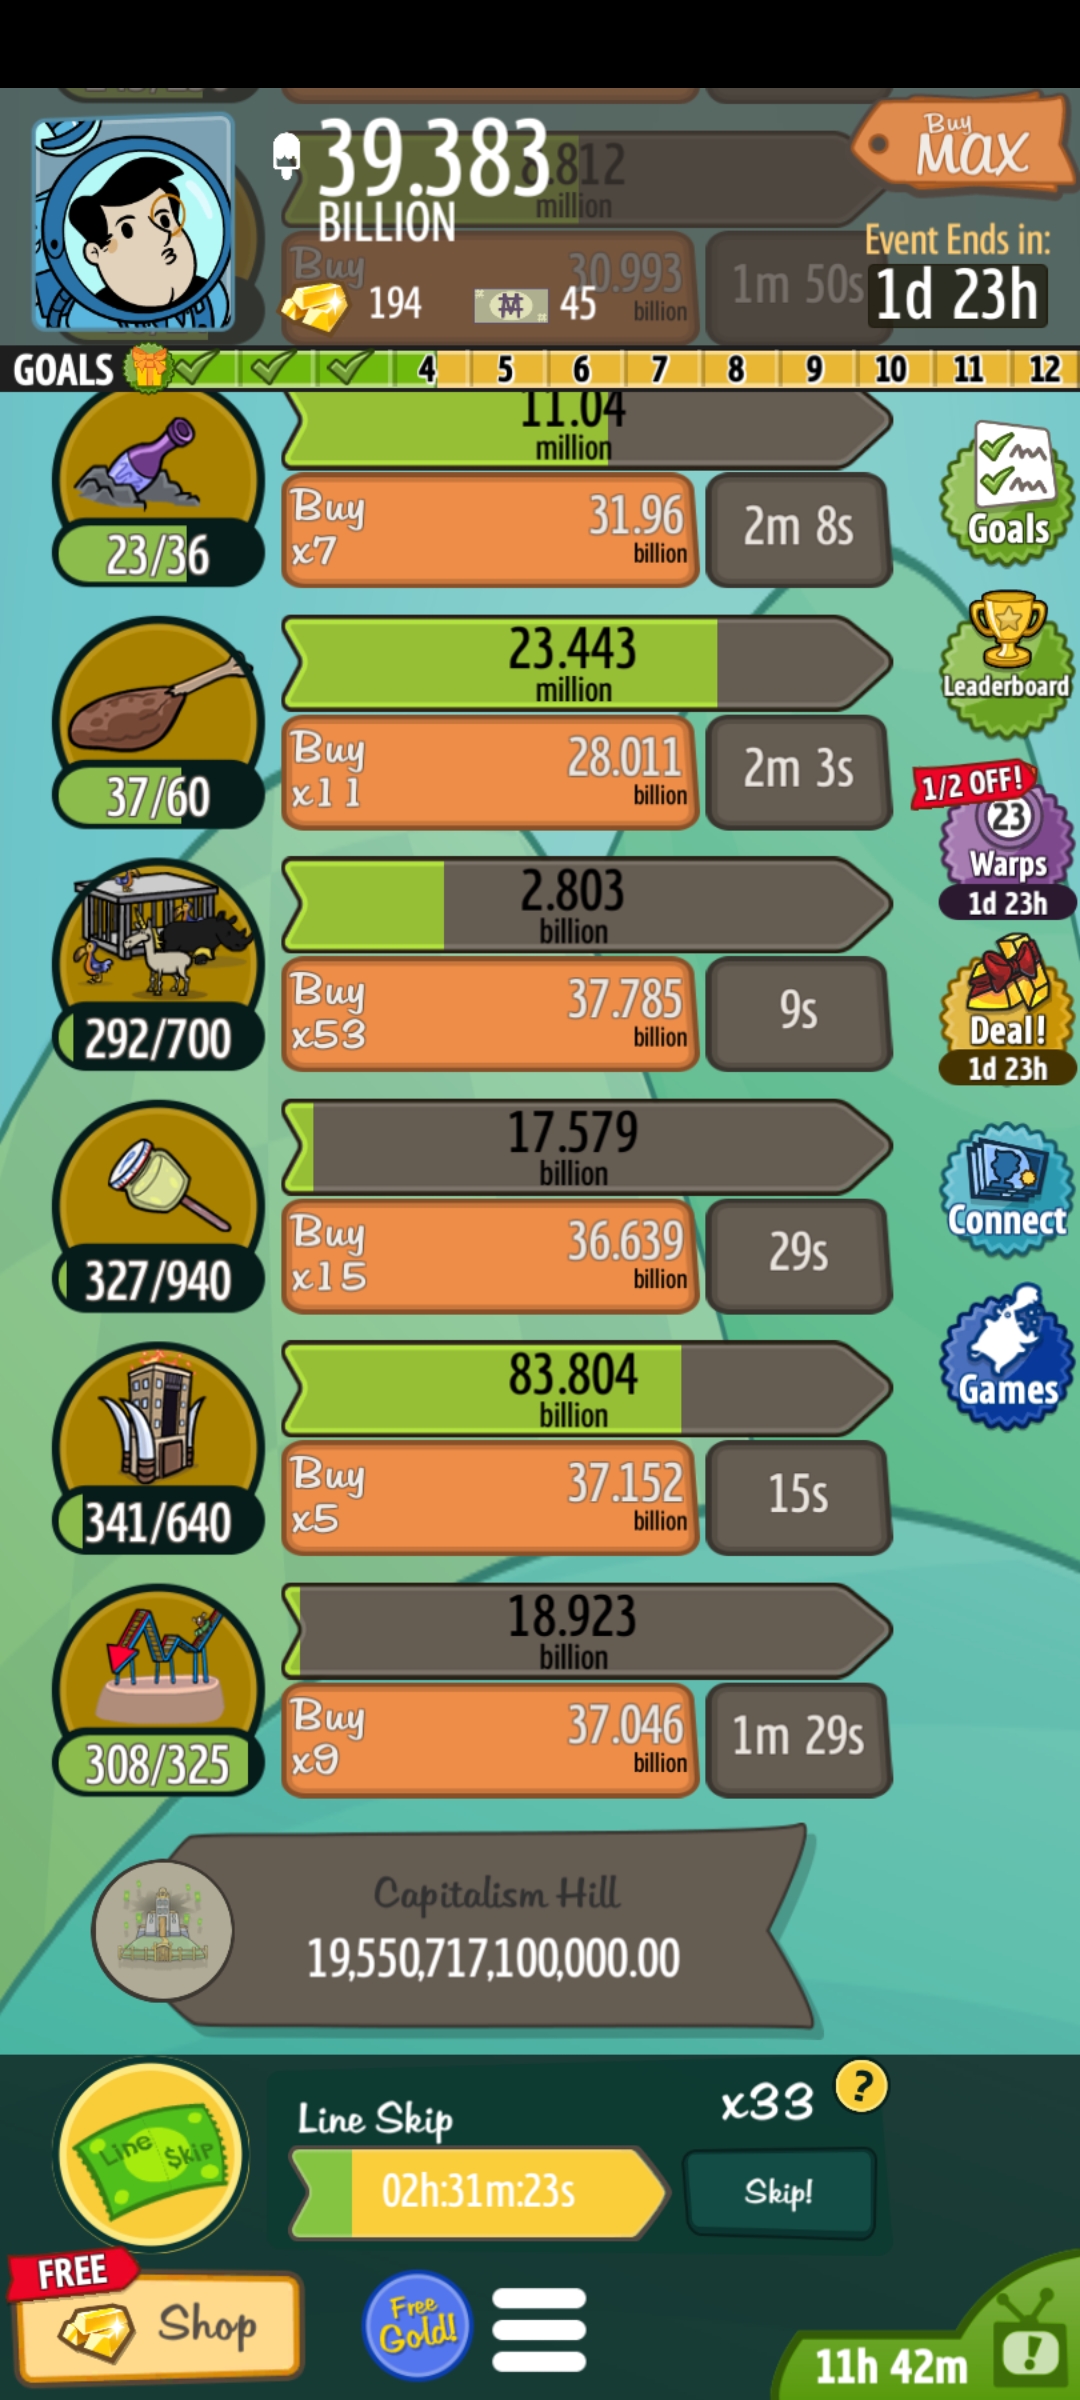 39.383
BILLION
.812
million
Buy
MAX
Event Ends in:
1d 23h
Buy
30.993
billion
1m 50s
194
45
GOALS
4
5
6
7
8
9
10
11
12
11.04
million
23/36
Buy
x7
31.96
billion
2m 8s
Goals
23.443
million
37/60
Buy
x11
28.011
billion
2m 3s
Leaderboard
1/2 OFF!
23
Warps
1d 23h
2.803
billion
292/700
Buy
x53
37.785
billion
9s
Deal!
1d 23h
17.579
billion
327/940
Buy
x15
36.639
billion
29s
Connect
83.804
billion
341/640
Buy
x5
37.152
billion
15s
Games
18.923
billion
308/325
Buy
x9
37.046
billion
1m 29s
Capitalism Hill
19,550,717,100,000.00
Line $kip
Line Skip
x33
?
02h:31m:23s
Skip!
FREE
Shop
Free
Gold!
11h 42m
!